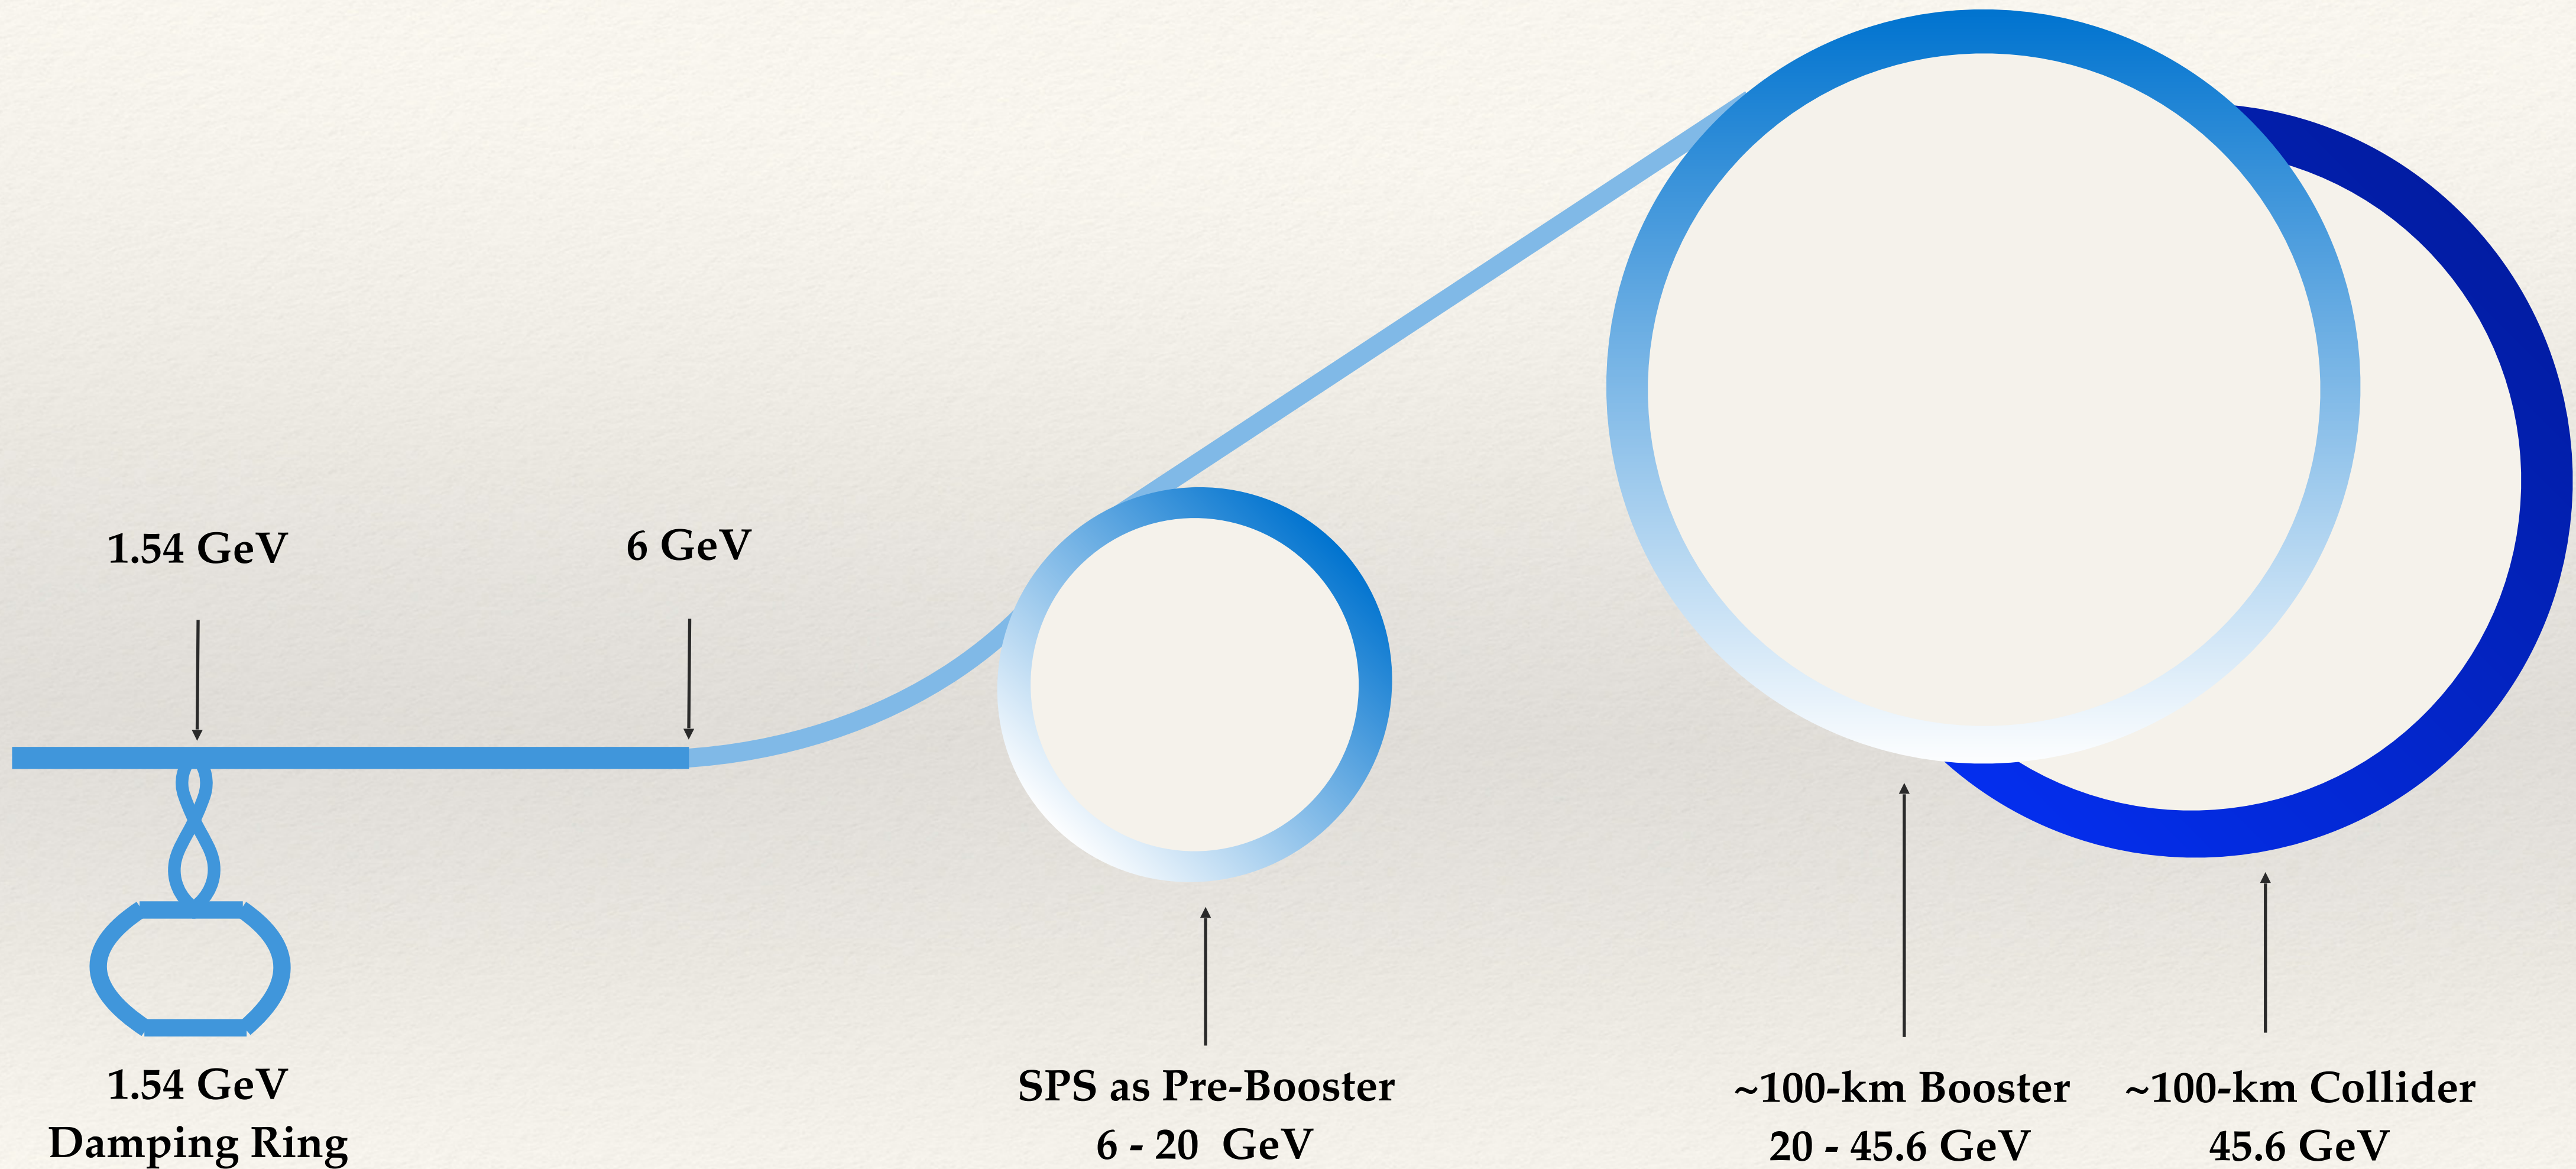 1.54 GeV
6 GeV
1.54 GeV
Damping Ring
SPS as Pre-Booster
6 - 20 GeV
~100-km Booster
20 - 45.6 GeV
~100-km Collider
45.6 GeV